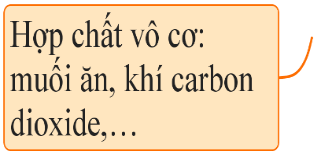 Hợp chất vô cơ:
muối ăn, khí carbon
dioxide,…